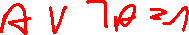 A ∨ ¬A = 1